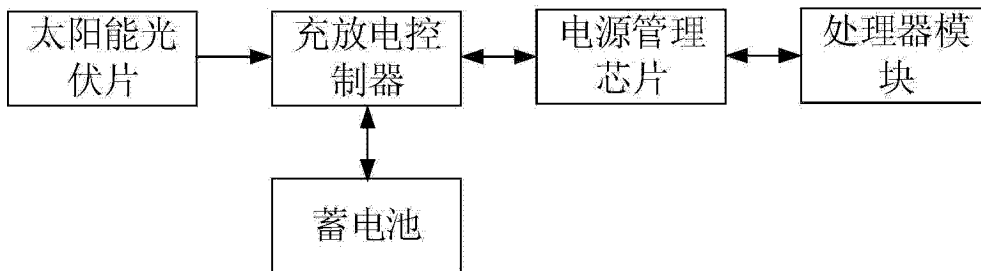 太阳能光
伏片
充放电控
制器
电源管理
芯片
处理器模
块
蓄电池